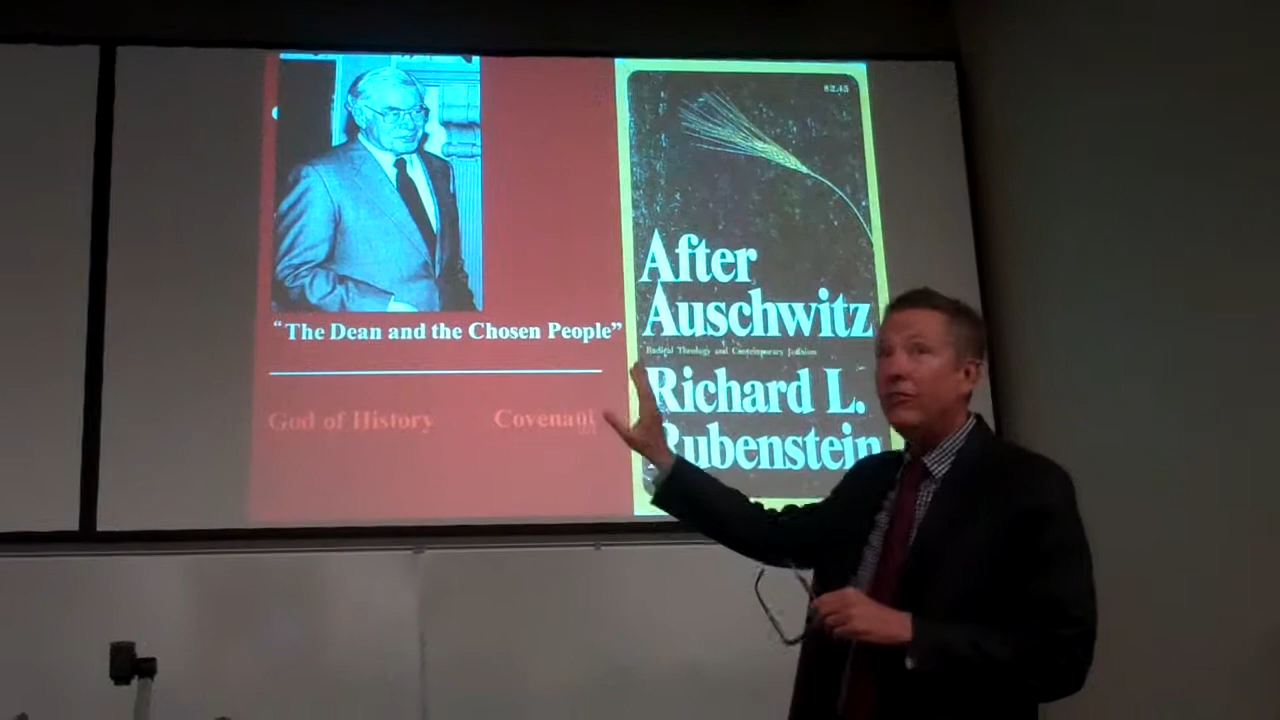 “The Dean and the Chosen People”
God of History Covenant
$2.45
After
Auschwitz
Radical Theology and Contemporary Judaism
Richard L.
Rubenstein